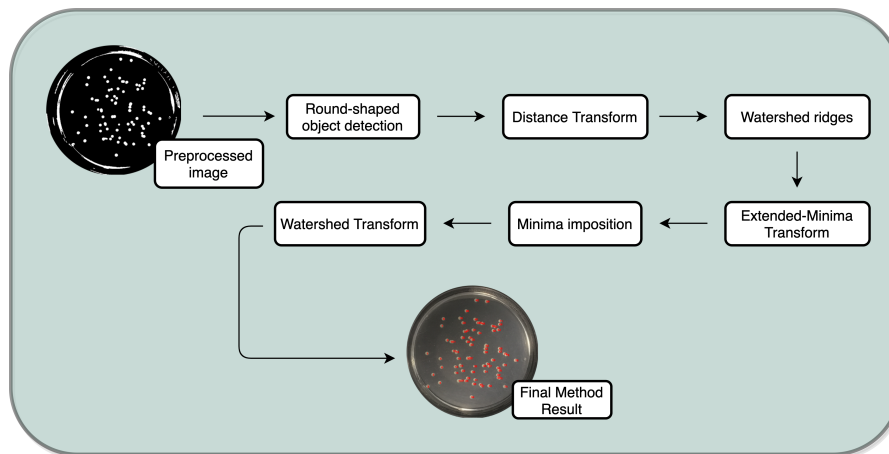 Preprocessed
image
Round-shaped
object detection
Distance Transform
Watershed ridges
Extended-Minima
Transform
Minima imposition
Watershed Transform
Final Method
Result